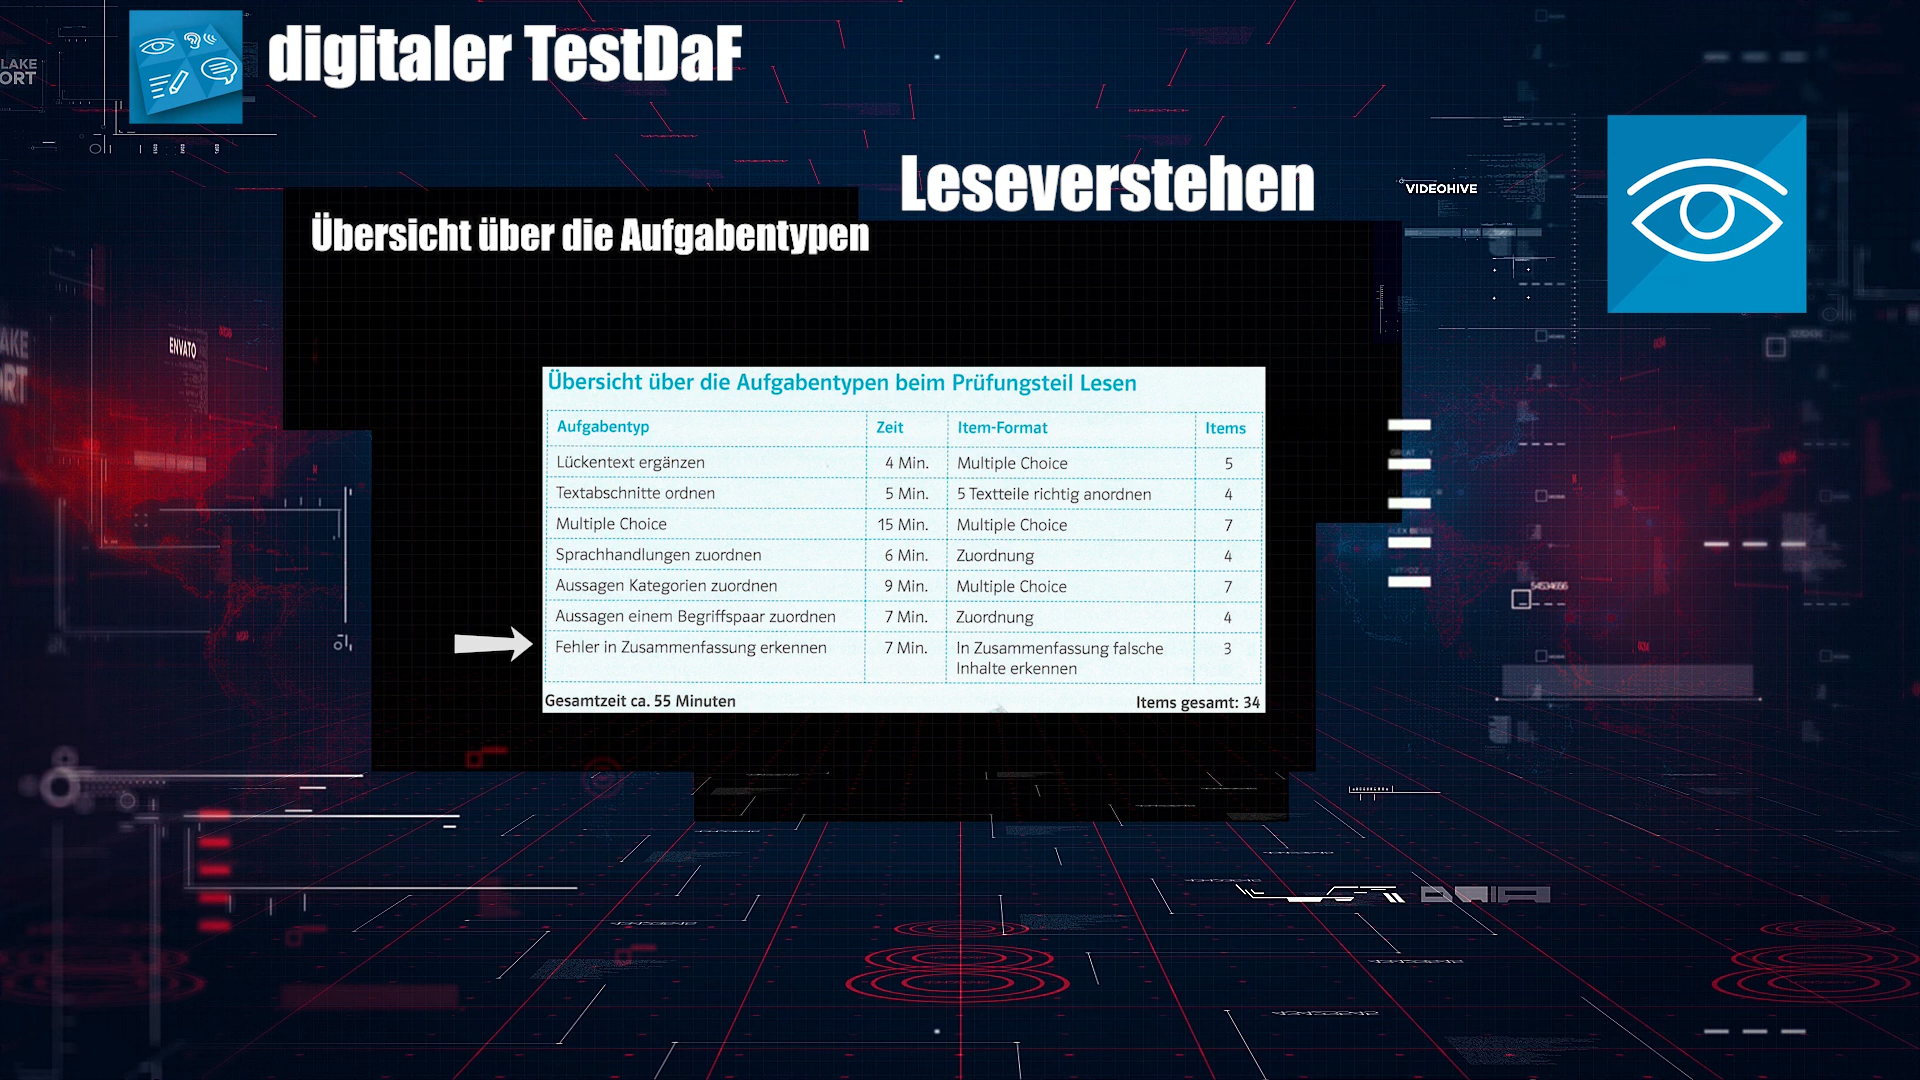 digitaler TestDaF
Leseverstehen
VIDEOHIVE
Übersicht über die Aufgabentypen
ENVATO
Übersicht über die Aufgabentypen beim Prüfungsteil Lesen
Aufgabentyp Zeit Item-Format Items
Lückentext ergänzen 4 Min. Multiple Choice 5
Textabschnitte ordnen 5 Min. 5 Textteile richtig anordnen 4
Multiple Choice 15 Min. Multiple Choice 7
Sprachhandlungen zuordnen 6 Min. Zuordnung 4
Aussagen Kategorien zuordnen 9 Min. Multiple Choice 7
Aussagen einem Begriffspaar zuordnen 7 Min. Zuordnung 4
Fehler in Zusammenfassung erkennen 7 Min. In Zusammenfassung falsche 3
Inhalte erkennen
Gesamtzeit ca. 55 Minuten Items gesamt: 34